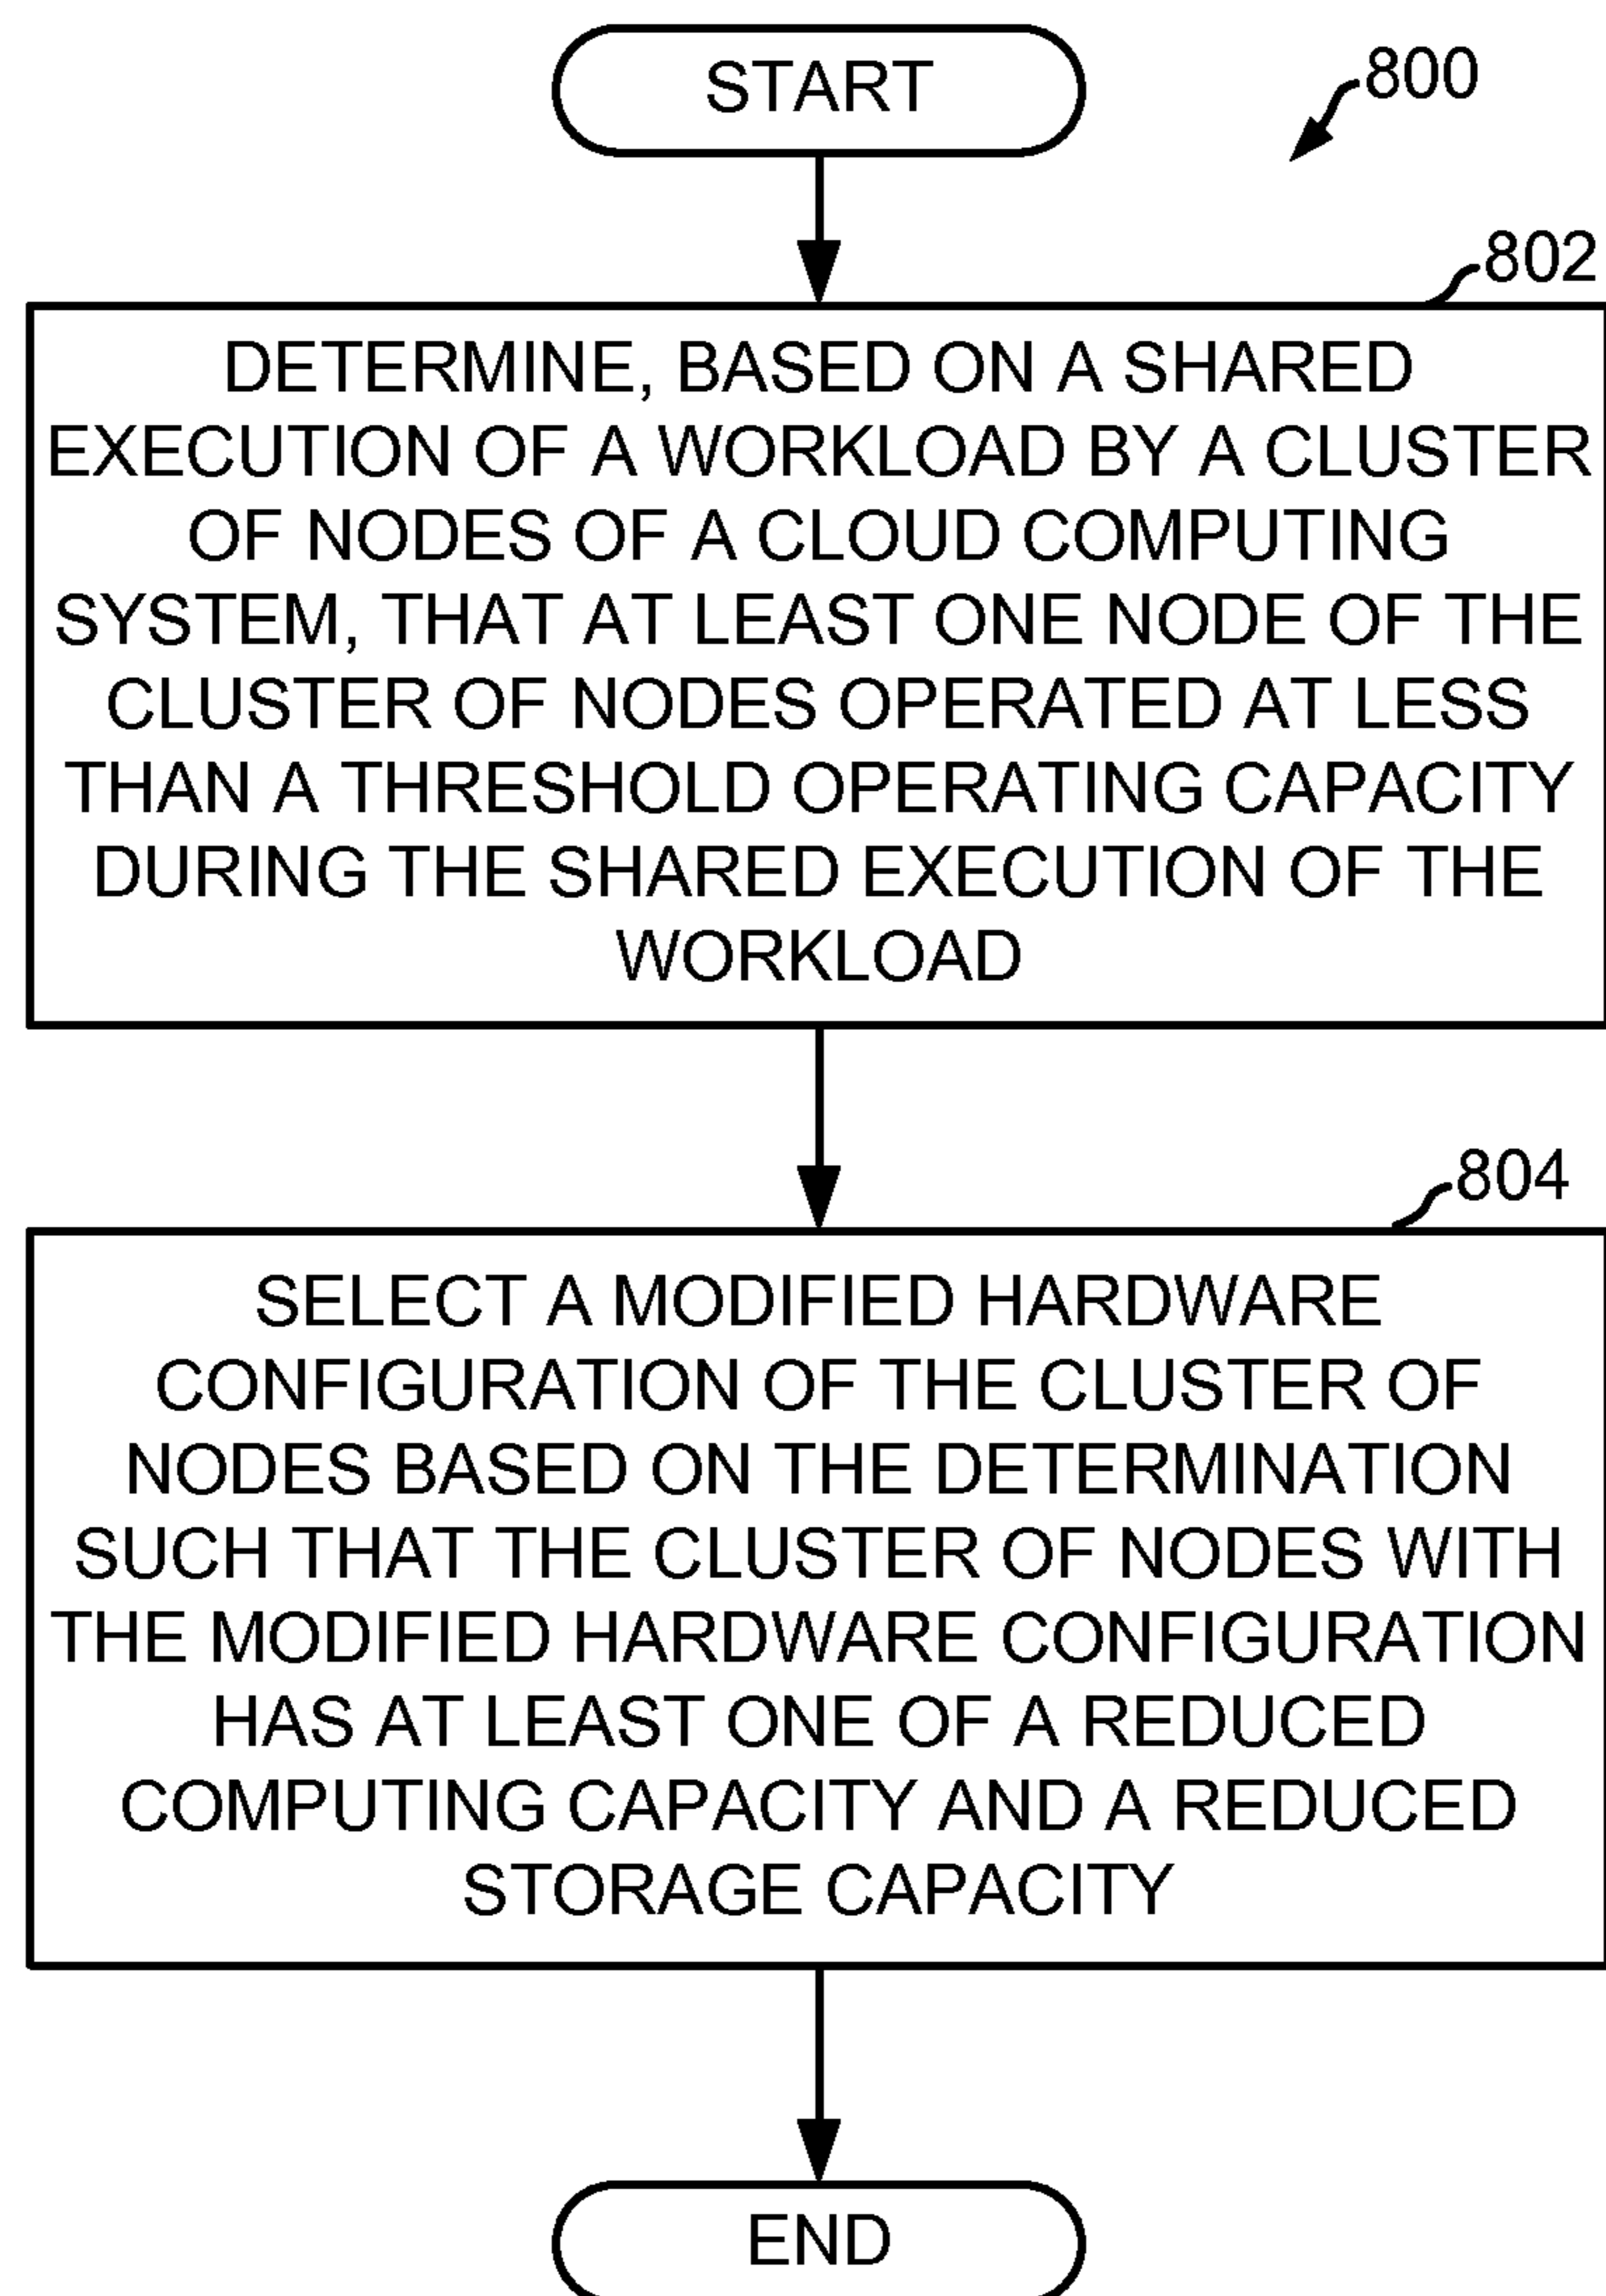 START
800
802
DETERMINE, BASED ON A SHARED
EXECUTION OF A WORKLOAD BY A CLUSTER
OF NODES OF A CLOUD COMPUTING
SYSTEM, THAT AT LEAST ONE NODE OF THE
CLUSTER OF NODES OPERATED AT LESS
THAN A THRESHOLD OPERATING CAPACITY
DURING THE SHARED EXECUTION OF THE
WORKLOAD
804
SELECT A MODIFIED HARDWARE
CONFIGURATION OF THE CLUSTER OF
NODES BASED ON THE DETERMINATION
SUCH THAT THE CLUSTER OF NODES WITH
THE MODIFIED HARDWARE CONFIGURATION
HAS AT LEAST ONE OF A REDUCED
COMPUTING CAPACITY AND A REDUCED
STORAGE CAPACITY
END